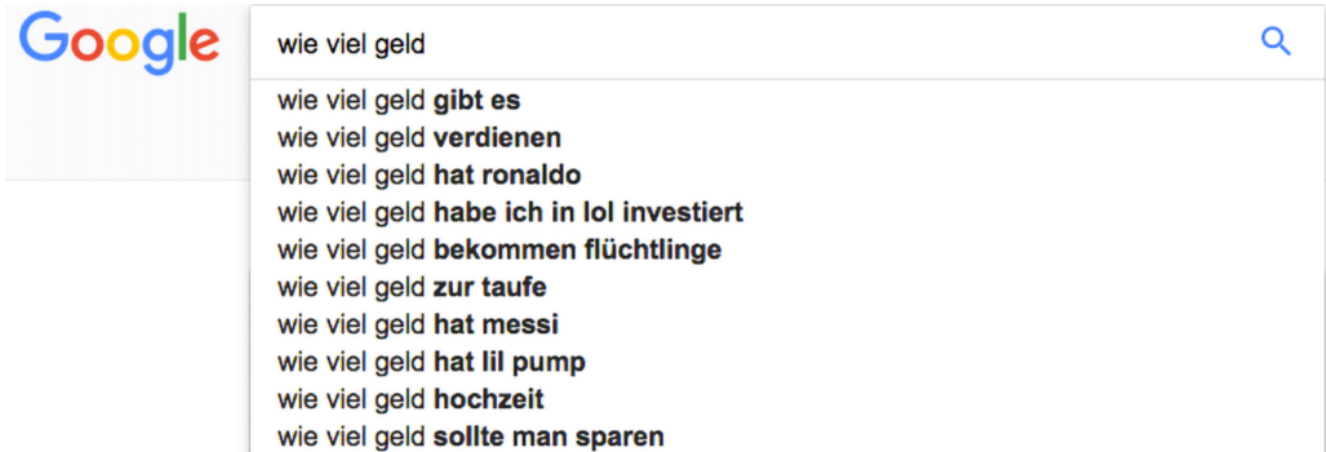 Google
wie viel geld
wie viel geld gibt es
wie viel geld verdienen
wie viel geld hat ronaldo
wie viel geld habe ich in lol investiert
wie viel geld bekommen flüchtlinge
wie viel geld zur taufe
wie viel geld hat messi
wie viel geld hat lil pump
wie viel geld hochzeit
wie viel geld sollte man sparen